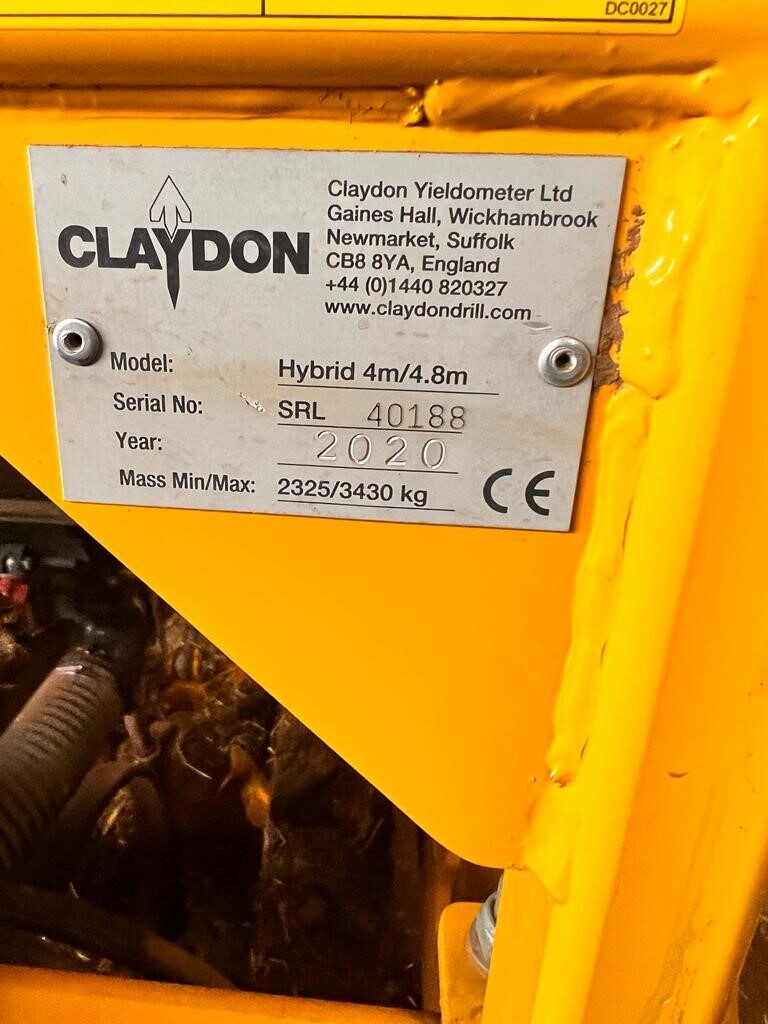 DC0027
CLAYDON
Claydon Yieldometer Ltd
Gaines Hall, Wickhambrook
Newmarket, Suffolk
CB8 8YA, England
+44 (0)1440 820327
www.claydondrill.com
Model: Hybrid 4m/4.8m
Serial No: SRL 40188
Year: 2020
Mass Min/Max: 2325/3430 kg
CE